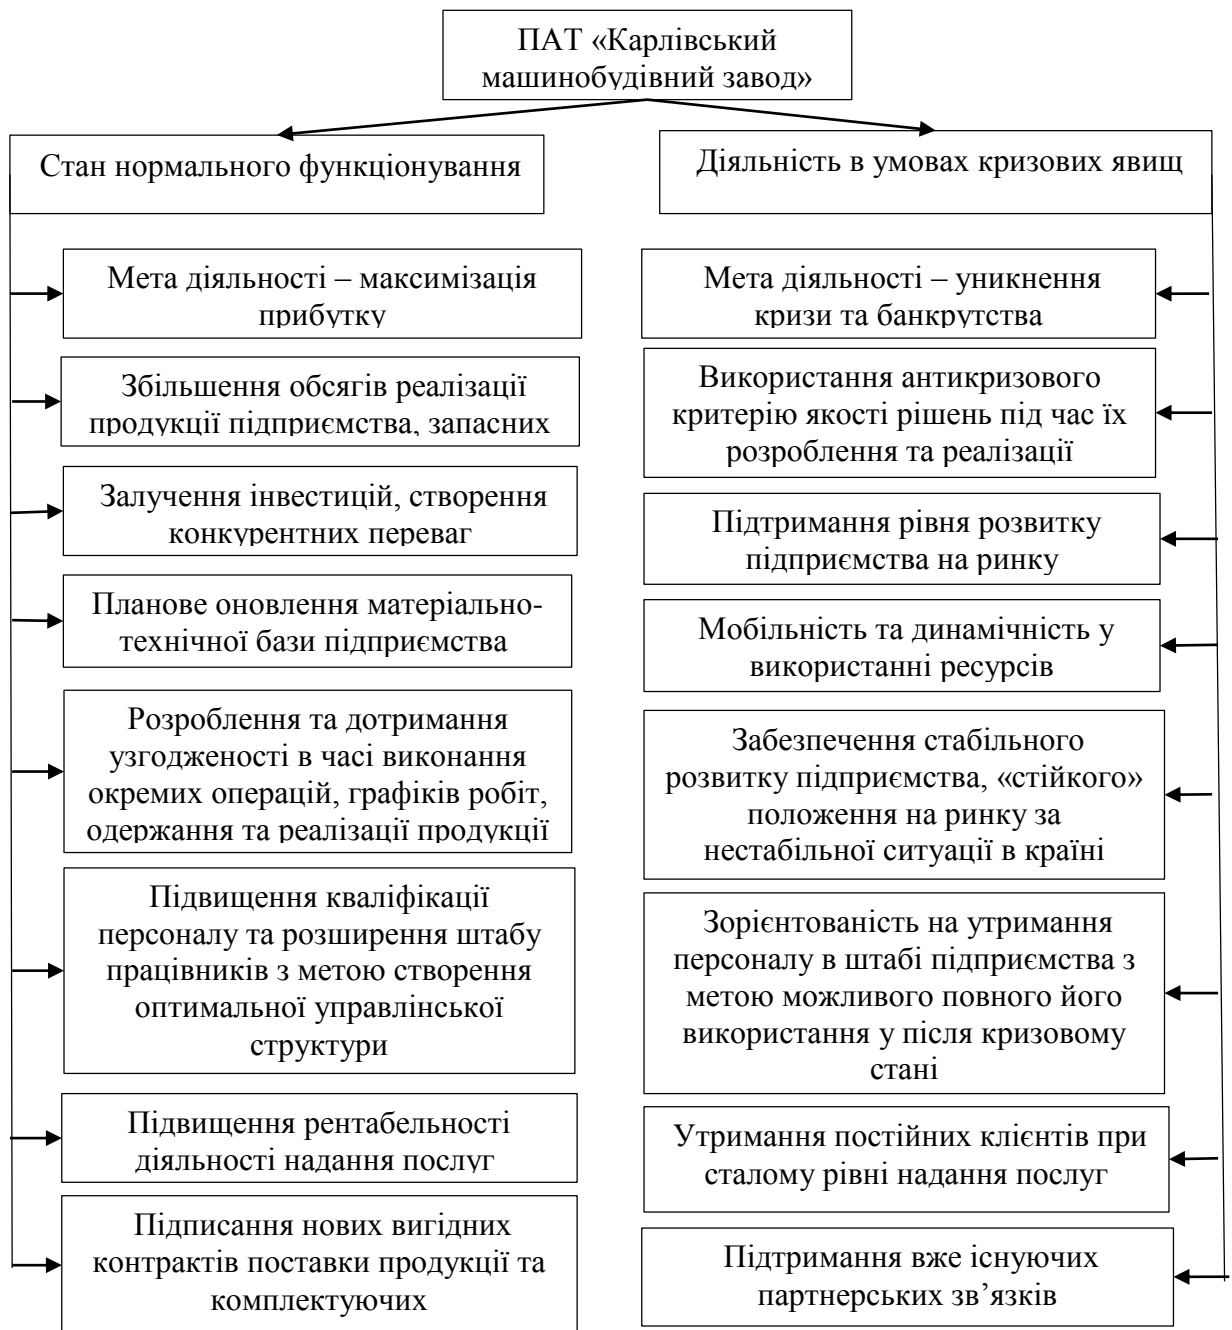 ПАТ «Карлівський
машинобудівний завод»
Стан нормального функціонування
Мета діяльності – максимізація
прибутку
Збільшення обсягів реалізації
продукції підприємства, запасних
Залучення інвестицій, створення
конкурентних переваг
Планове оновлення матеріально-
технічної бази підприємства
Розроблення та дотримання
узгодженості в часі виконання
окремих операцій, графіків робіт,
одержання та реалізації продукції
Підвищення кваліфікації
персоналу та розширення штабу
працівників з метою створення
оптимальної управлінської
структури
Підвищення рентабельності
діяльності надання послуг
Підписання нових вигідних
контрактів поставки продукції та
комплектуючих
Діяльність в умовах кризових явищ
Мета діяльності – уникнення
кризи та банкрутства
Використання антикризового
критерію якості рішень під час їх
розроблення та реалізації
Підтримання рівня розвитку
підприємства на ринку
Мобільність та динамічність у
використанні ресурсів
Забезпечення стабільного
розвитку підприємства, «стійкого»
положення на ринку за
нестабільної ситуації в країні
Зорієнтованість на утримання
персоналу в штабі підприємства з
метою можливого повного його
використання у після кризовому
стані
Утримання постійних клієнтів при
сталому рівні надання послуг
Підтримання вже існуючих
партнерських зв’язків